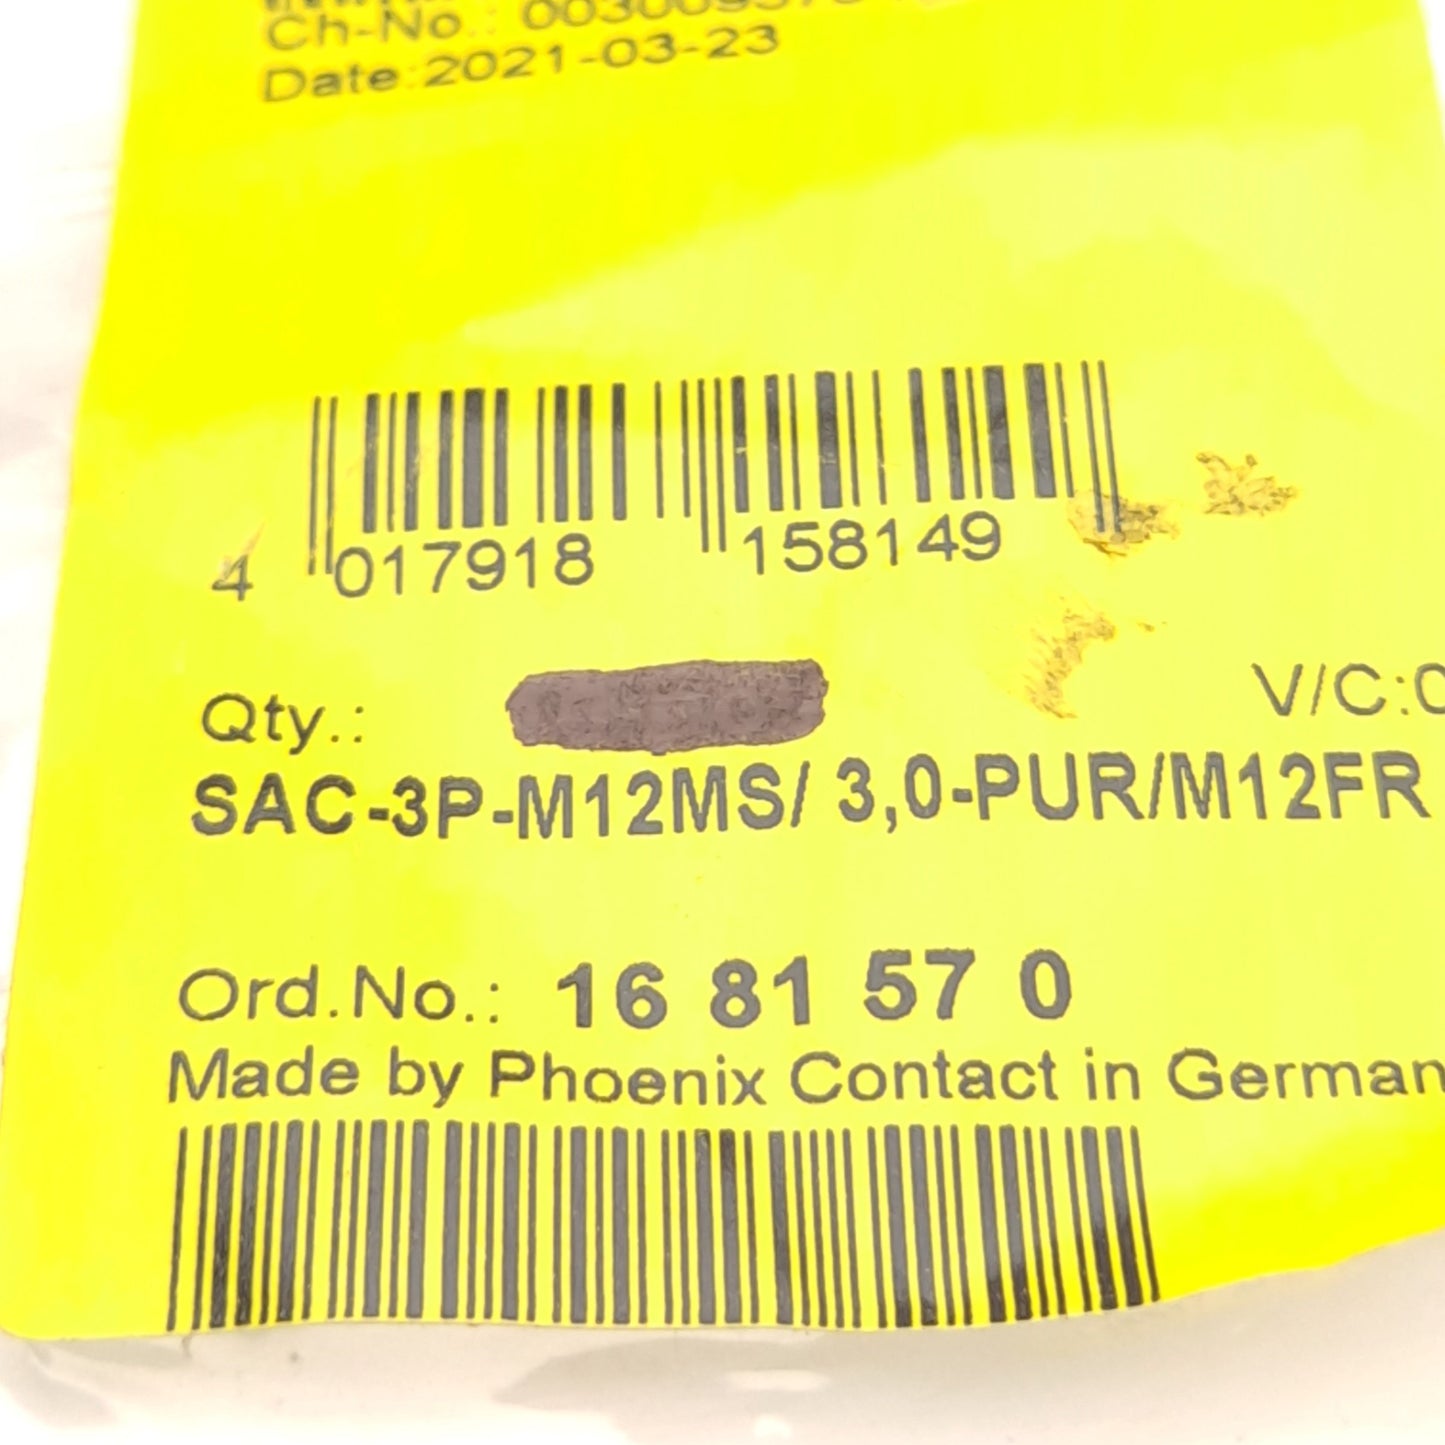 Ch-No.:
Date:2021-03-23
4 017918 158149
Qty.: V/C:0
SAC-3P-M12MS/ 3,0-PUR/M12FR
Ord.No.: 16 81 57 0
Made by Phoenix Contact in German